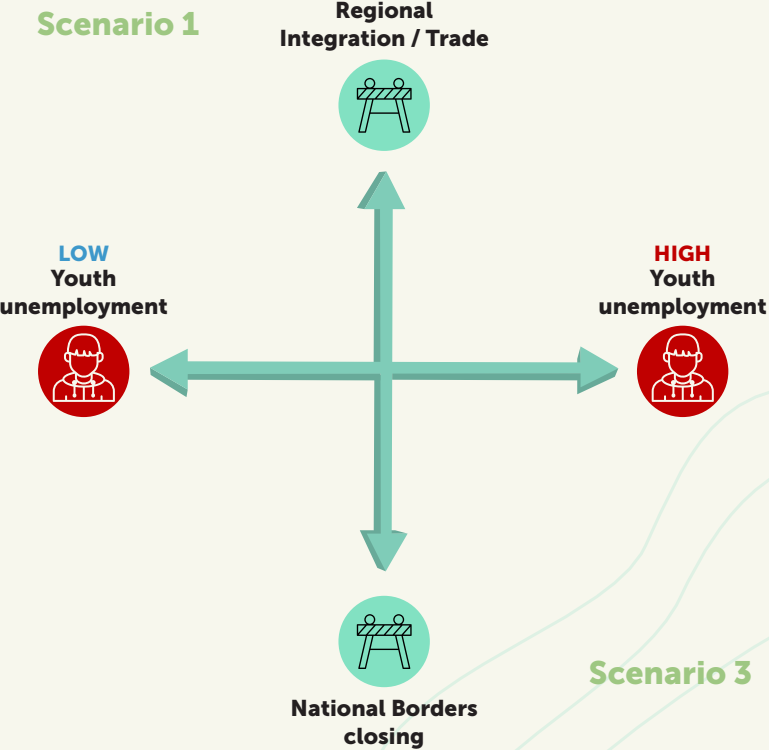 Scenario 1
Regional
Integration / Trade
LOW
Youth
unemployment
HIGH
Youth
unemployment
Scenario 3
National Borders
closing